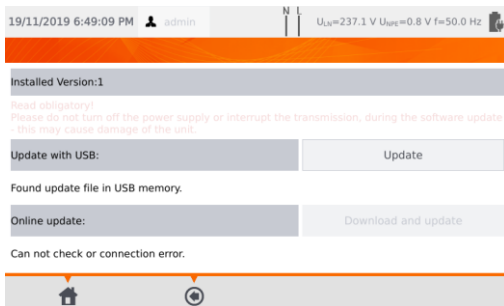 19/11/2019 6:49:09 PM admin N L U_LN=237.1 V U_NPE=0.8 V f=50.0 Hz
Installed Version:1
Read obligatory!
Please do not turn off the power supply or interrupt the transmission, during the software update
- this may cause damage of the unit.
Update with USB: Update
Found update file in USB memory.
Online update: Download and update
Can not check or connection error.